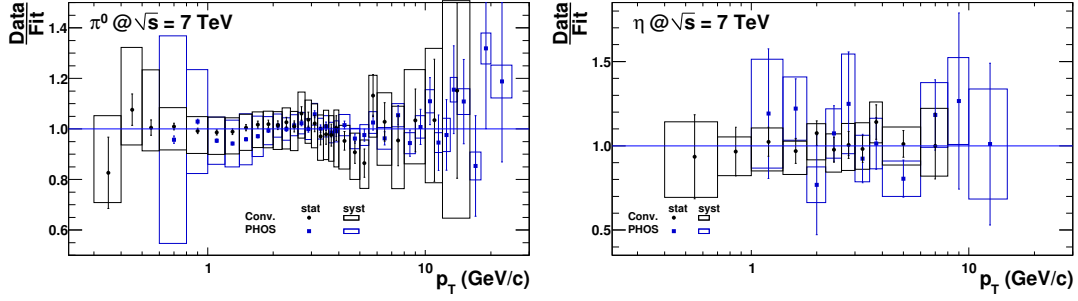 Data
Fit
π⁰ @ √s = 7 TeV
1.4
1.2
1.0
0.8
0.6
stat syst
Conv.
PHOS
1 10
p_T (GeV/c)
Data
Fit
η @ √s = 7 TeV
1.5
1.0
0.5
stat syst
Conv.
PHOS
1 10
p_T (GeV/c)